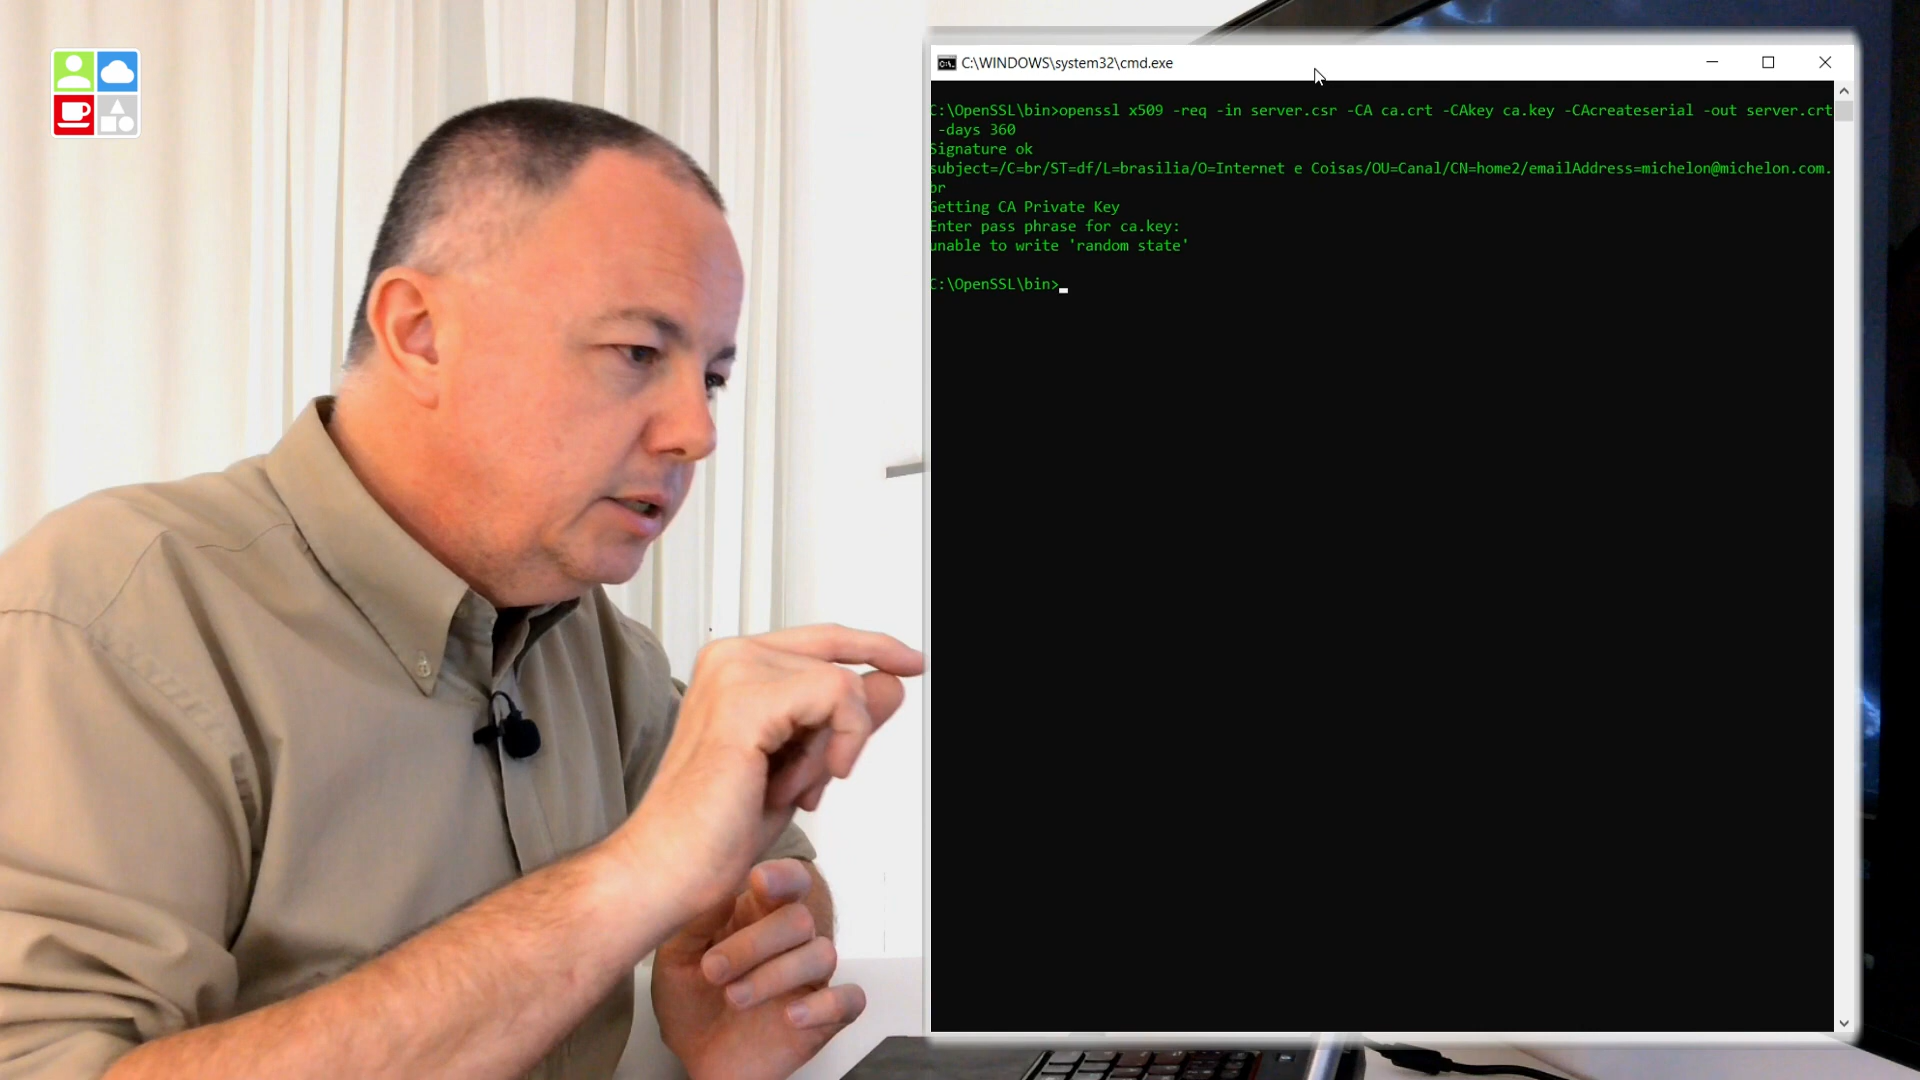 C:\WINDOWS\system32\cmd.exe
C:\OpenSSL\bin>openssl x509 -req -in server.csr -CA ca.crt -CAkey ca.key -CAcreateserial -out server.crt
-days 360
Signature ok
subject=/C=br/ST=df/L=brasilia/O=Internet e Coisas/OU=Canal/CN=home2/emailAddress=michelon@michelon.com.
br
Getting CA Private Key
Enter pass phrase for ca.key:
unable to write 'random state'
C:\OpenSSL\bin>